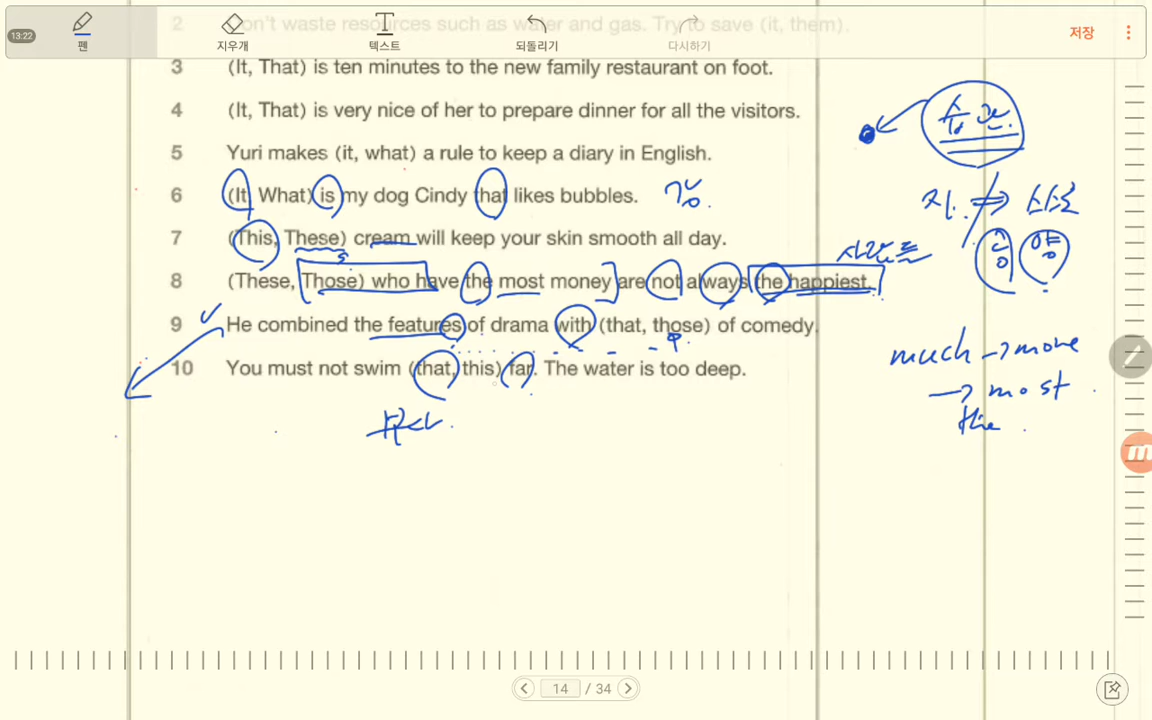 13:22
펜
지우개
텍스트
되돌리기
다시하기
저장
2 Don't waste resources such as water and gas. Try to save (it, them).
3 (It, That) is ten minutes to the new family restaurant on foot.
4 (It, That) is very nice of her to prepare dinner for all the visitors.
5 Yuri makes (it, what) a rule to keep a diary in English.
6 (It, What) is my dog Cindy that likes bubbles.
7 (This, These) cream will keep your skin smooth all day.
8 (These, Those) who have the most money are not always the happiest.
9 He combined the features of drama with (that, those) of comedy.
10 You must not swim (that, this) far. The water is too deep.
사람들
much → more
→ most
the
14 / 34